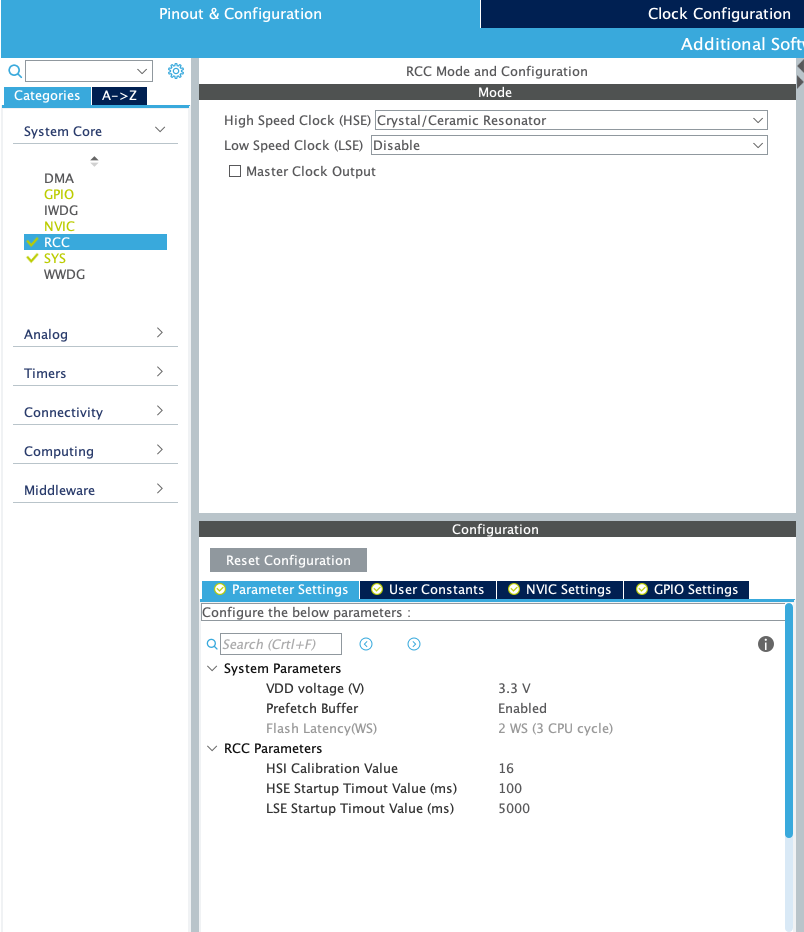 Pinout & Configuration
Clock Configuration
Additional Softw
Categories
A->Z
System Core
DMA
GPIO
IWDG
NVIC
RCC
SYS
WWDG
Analog
Timers
Connectivity
Computing
Middleware
RCC Mode and Configuration
Mode
High Speed Clock (HSE) Crystal/Ceramic Resonator
Low Speed Clock (LSE) Disable
Master Clock Output
Configuration
Reset Configuration
Parameter Settings
User Constants
NVIC Settings
GPIO Settings
Configure the below parameters :
Search (Crtl+F)
System Parameters
VDD voltage (V) 3.3 V
Prefetch Buffer Enabled
Flash Latency(WS) 2 WS (3 CPU cycle)
RCC Parameters
HSI Calibration Value 16
HSE Startup Timout Value (ms) 100
LSE Startup Timout Value (ms) 5000